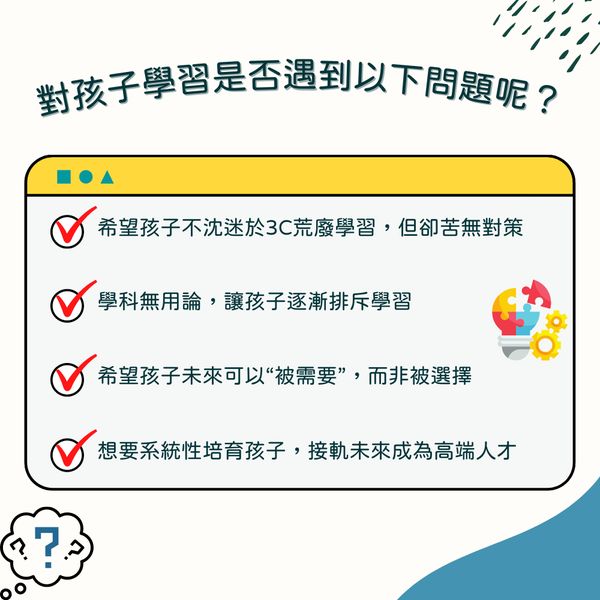 對孩子學習是否遇到以下問題呢？
希望孩子不沈迷於3C荒廢學習，但卻苦無對策
學科無用論，讓孩子逐漸排斥學習
希望孩子未來可以“被需要”，而非被選擇
想要系統性培育孩子，接軌未來成為高端人才
? ? ?